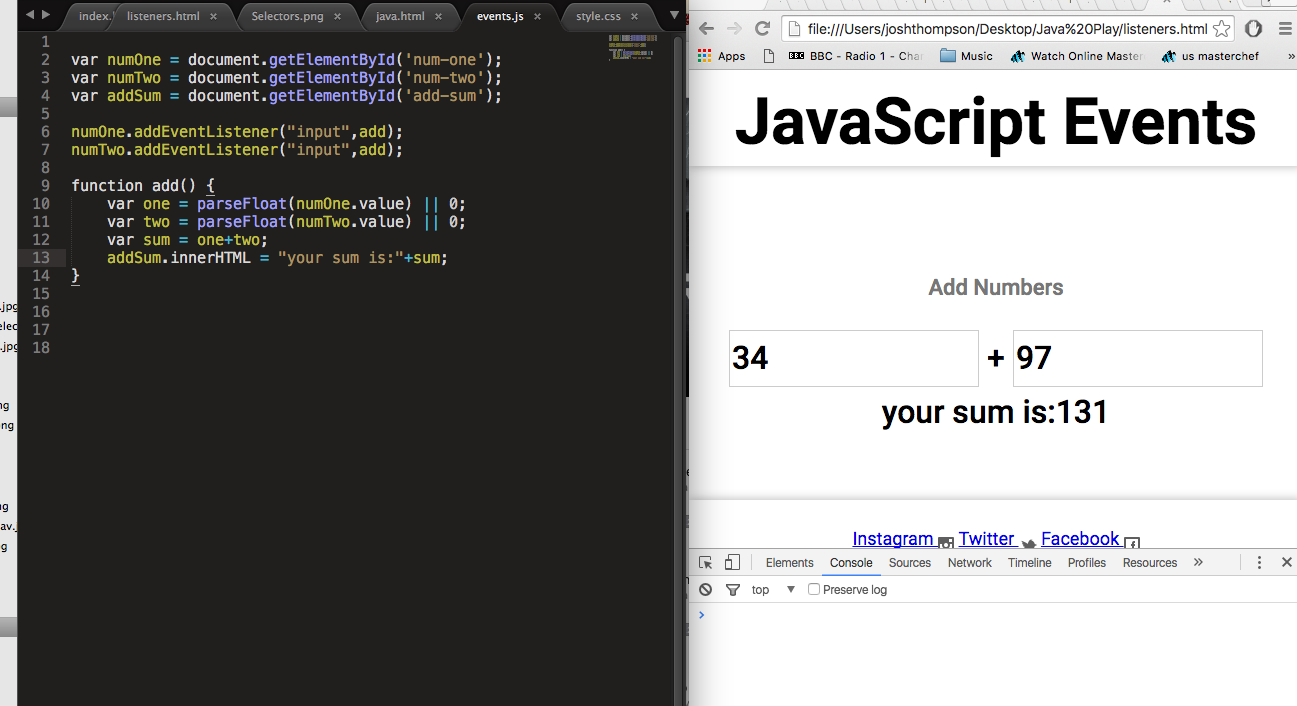 index.
listeners.html ×
Selectors.png ×
java.html ×
events.js ×
style.css ×
1
2 var numOne = document.getElementById('num-one');
3 var numTwo = document.getElementById('num-two');
4 var addSum = document.getElementById('add-sum');
5
6 numOne.addEventListener("input",add);
7 numTwo.addEventListener("input",add);
8
9 function add() {
10 var one = parseFloat(numOne.value) || 0;
11 var two = parseFloat(numTwo.value) || 0;
12 var sum = one+two;
13 addSum.innerHTML = "your sum is:"+sum;
14 }
15
16
17
18
.jpg
elec
.jpg
ng
eng
ng
av.j
og
file:///Users/joshthompson/Desktop/Java%20Play/listeners.html
Apps
BBC BBC - Radio 1 - Char
Music
Watch Online Master
us masterchef
»
JavaScript Events
Add Numbers
34 + 97
your sum is:131
Instagram Twitter Facebook
Elements Console Sources Network Timeline Profiles Resources »
top Preserve log
>